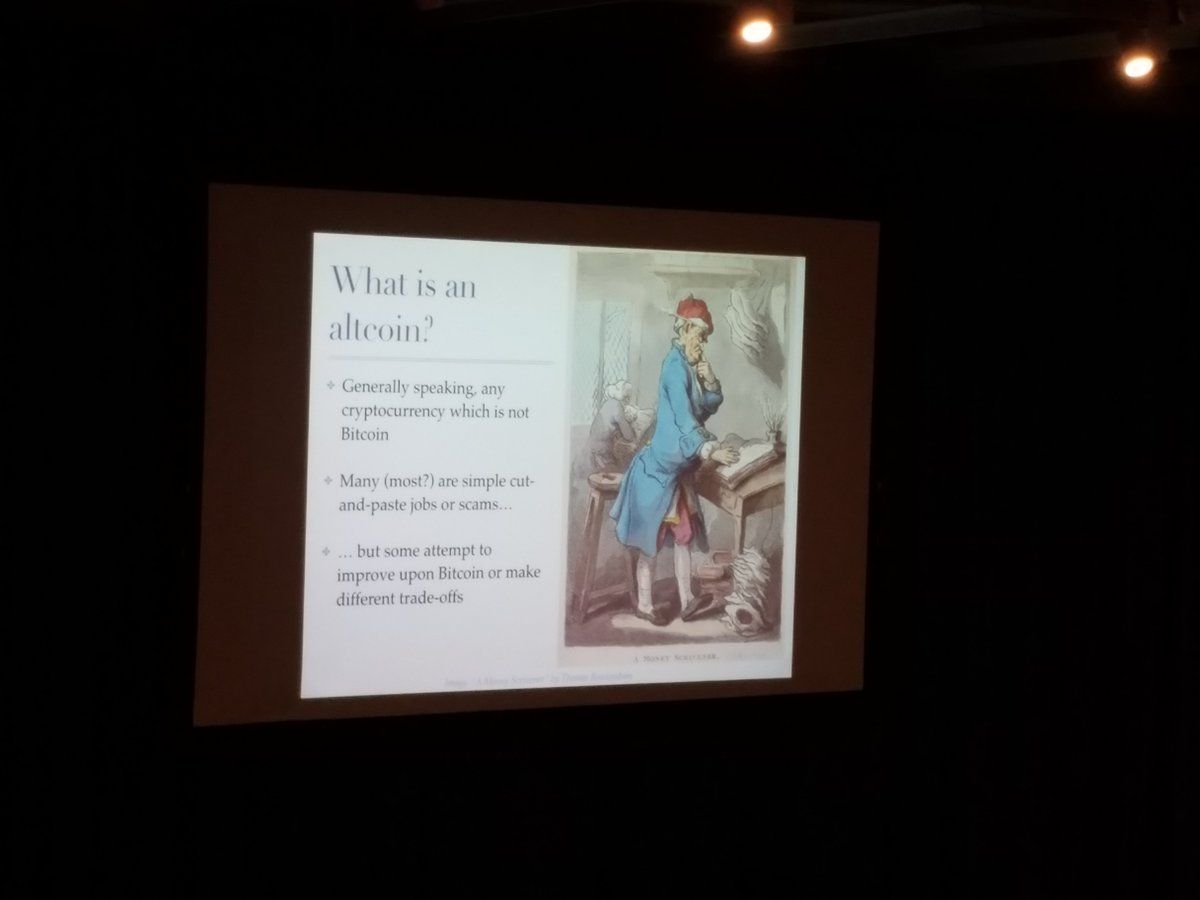 What is an
altcoin?
Generally speaking, any
cryptocurrency which is not
Bitcoin
Many (most?) are simple cut-
and-paste jobs or scams…
… but some attempt to
improve upon Bitcoin or make
different trade-offs
A MONEY SCRIVENER.
Image: "A Money Scrivener" by Thomas Rowlandson